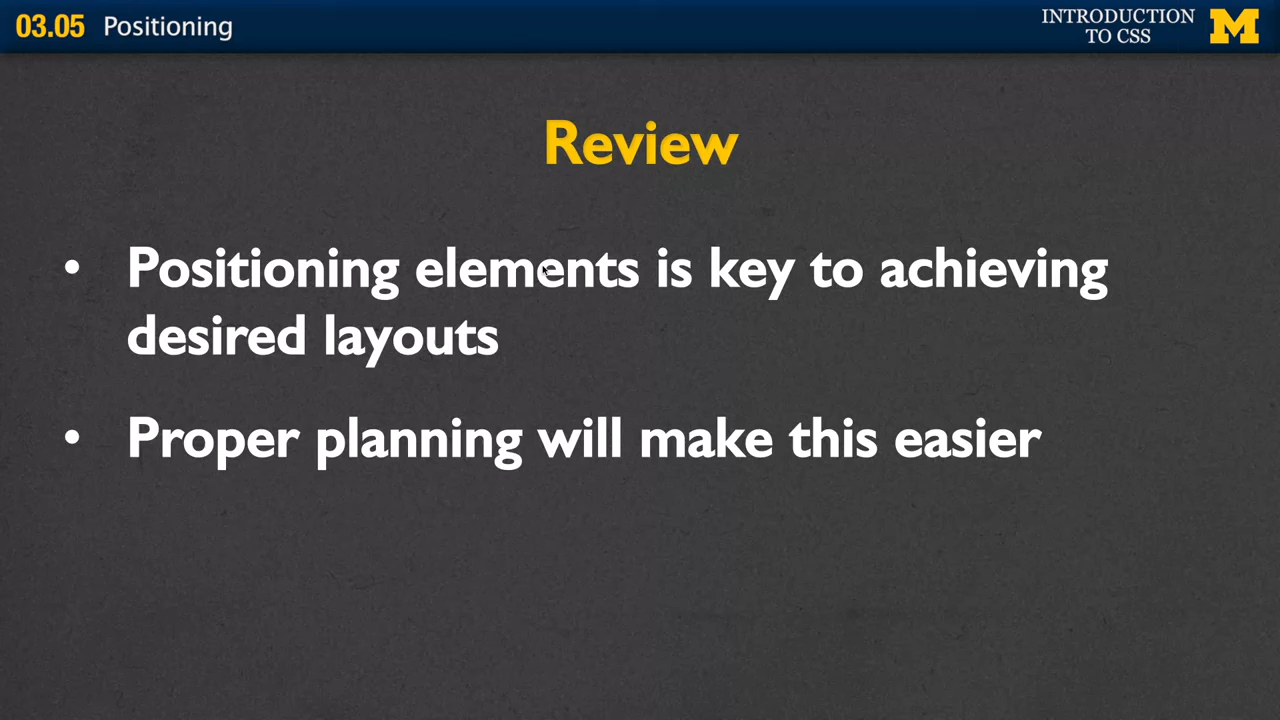 03.05 Positioning
INTRODUCTION
TO CSS
M
Review
• Positioning elements is key to achieving
desired layouts
• Proper planning will make this easier